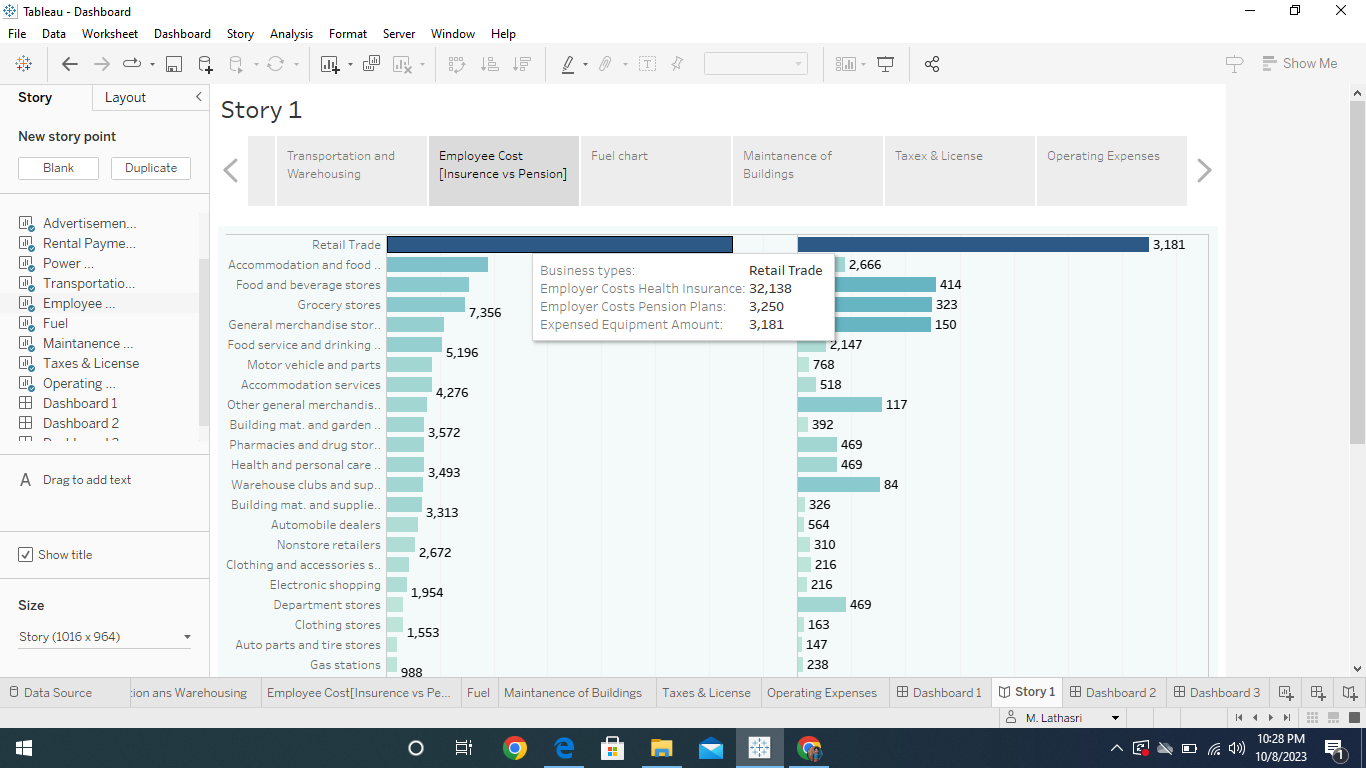 Tableau - Dashboard
File Data Worksheet Dashboard Story Analysis Format Server Window Help
Show Me
Story Layout
New story point
Blank Duplicate
Advertisemen...
Rental Payme...
Power ...
Transportatio...
Employee ...
Fuel
Maintanence ...
Taxes & License
Operating ...
Dashboard 1
Dashboard 2
A Drag to add text
Show title
Size
Story (1016 x 964)
Story 1
Transportation and
Warehousing
Employee Cost
[Insurence vs Pension]
Fuel chart
Maintanence of
Buildings
Taxex & License
Operating Expenses
Retail Trade 3,181
Accommodation and food .. 2,666
Food and beverage stores 414
Grocery stores 7,356 323
General merchandise stor.. 150
Food service and drinking .. 5,196 2,147
Motor vehicle and parts 768
Accommodation services 4,276 518
Other general merchandis.. 117
Building mat. and garden .. 3,572 392
Pharmacies and drug stor.. 469
Health and personal care .. 3,493 469
Warehouse clubs and sup.. 84
Building mat. and supplie.. 3,313 326
Automobile dealers 564
Nonstore retailers 2,672 310
Clothing and accessories s.. 216
Electronic shopping 1,954 216
Department stores 469
Clothing stores 1,553 163
Auto parts and tire stores 147
Gas stations 988 238
Business types: Retail Trade
Employer Costs Health Insurance: 32,138
Employer Costs Pension Plans: 3,250
Expensed Equipment Amount: 3,181
Data Source tion ans Warehousing Employee Cost[Insurence vs Pe... Fuel Maintanence of Buildings Taxes & License Operating Expenses Dashboard 1 Story 1 Dashboard 2 Dashboard 3
M. Lathasri
10:28 PM
10/8/2023
1